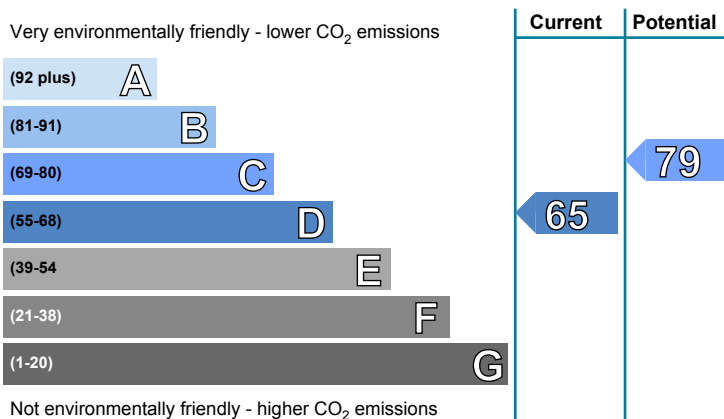 Current Potential
Very environmentally friendly - lower CO2 emissions
(92 plus) A
(81-91) B
(69-80) C
79
(55-68) D
65
(39-54 E
(21-38) F
(1-20) G
Not environmentally friendly - higher CO2 emissions